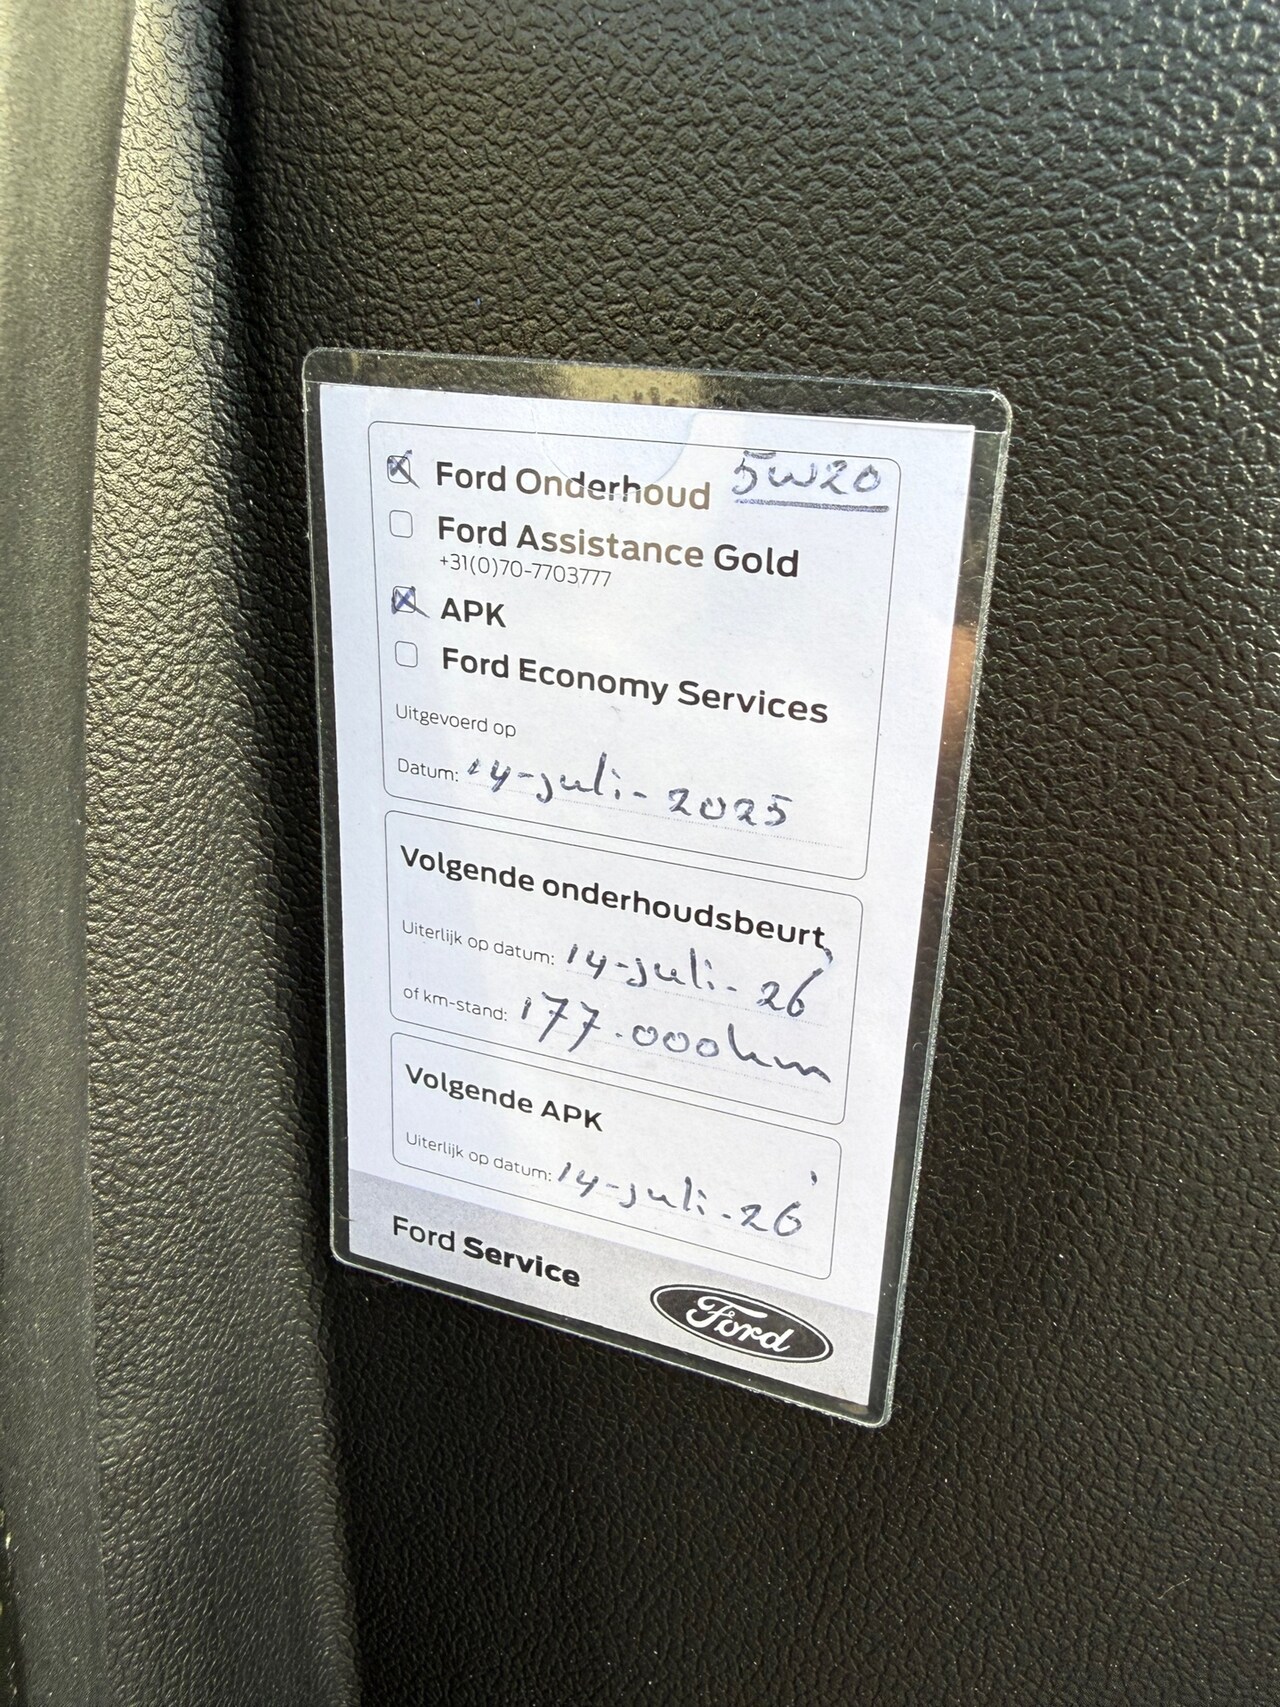 Ford Onderhoud 5W20
Ford Assistance Gold
+31(0)70-7703777
APK
Ford Economy Services
Uitgevoerd op
Datum: 14-juli-2025
Volgende onderhoudsbeurt
Uiterlijk op datum: 14-juli-26
of km-stand: 177.000km
Volgende APK
Uiterlijk op datum: 14-juli-26
Ford Service
Ford